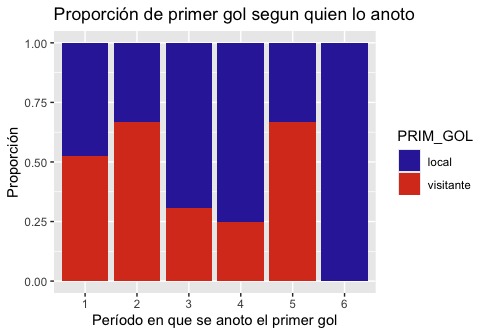 Proporción de primer gol segun quien lo anoto
1.00
0.75
0.50
0.25
0.00
Proporción
1 2 3 4 5 6
Período en que se anoto el primer gol
PRIM_GOL
local
visitante